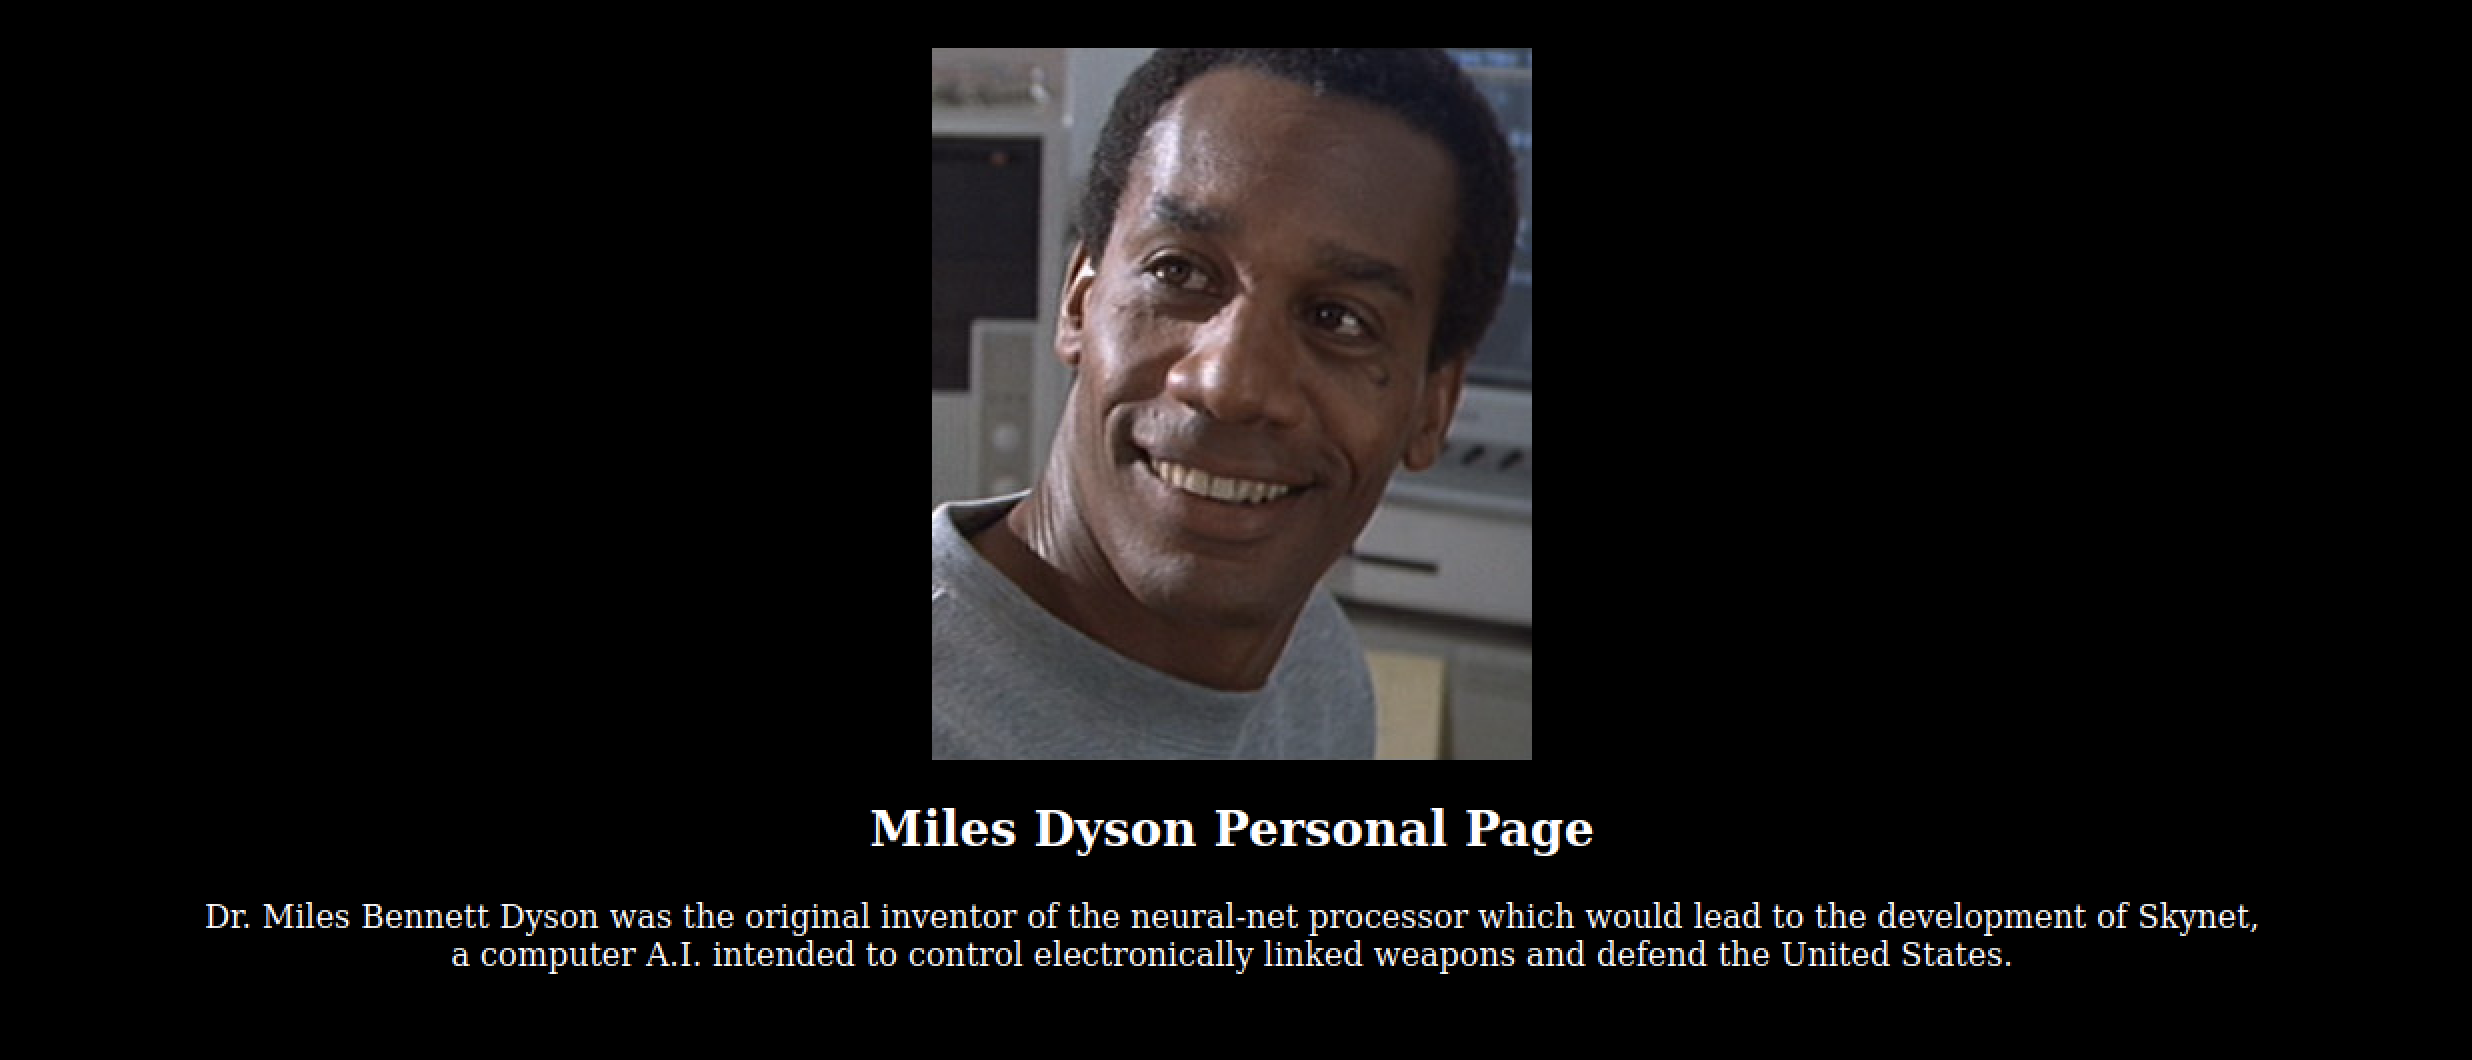 Miles Dyson Personal Page
Dr. Miles Bennett Dyson was the original inventor of the neural-net processor which would lead to the development of Skynet,
a computer A.I. intended to control electronically linked weapons and defend the United States.